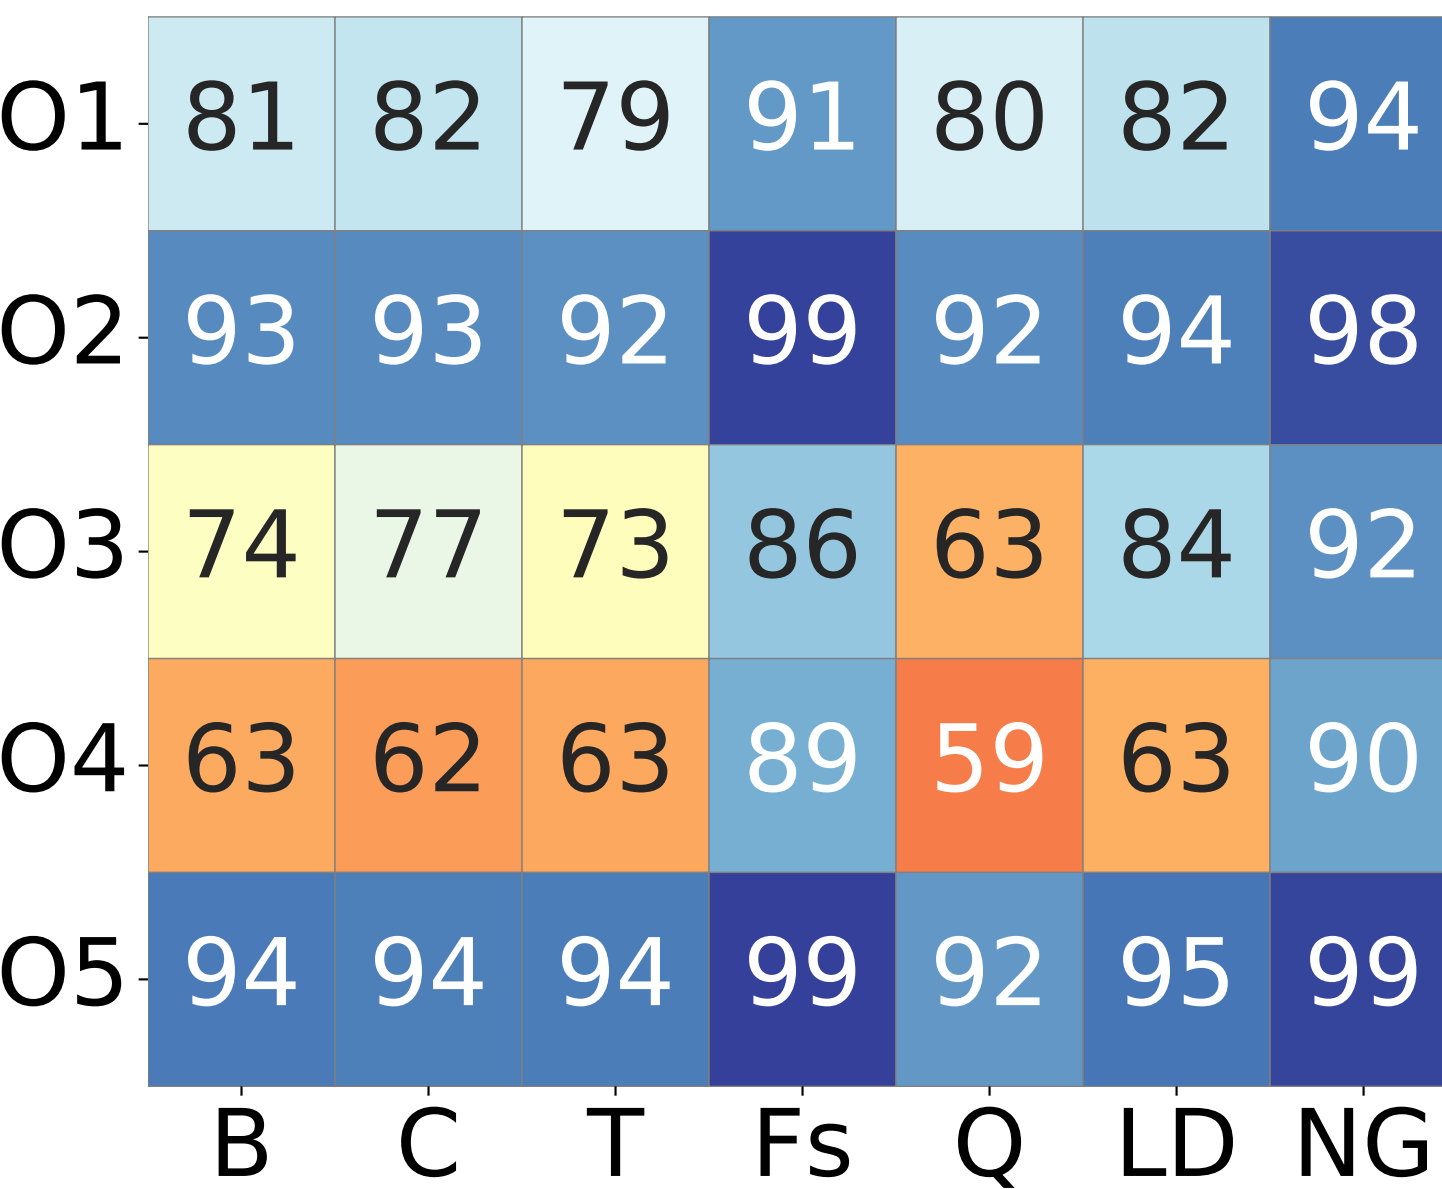 O1 81 82 79 91 80 82 94
O2 93 93 92 99 92 94 98
O3 74 77 73 86 63 84 92
O4 63 62 63 89 59 63 90
O5 94 94 94 99 92 95 99
B C T Fs Q LD NG